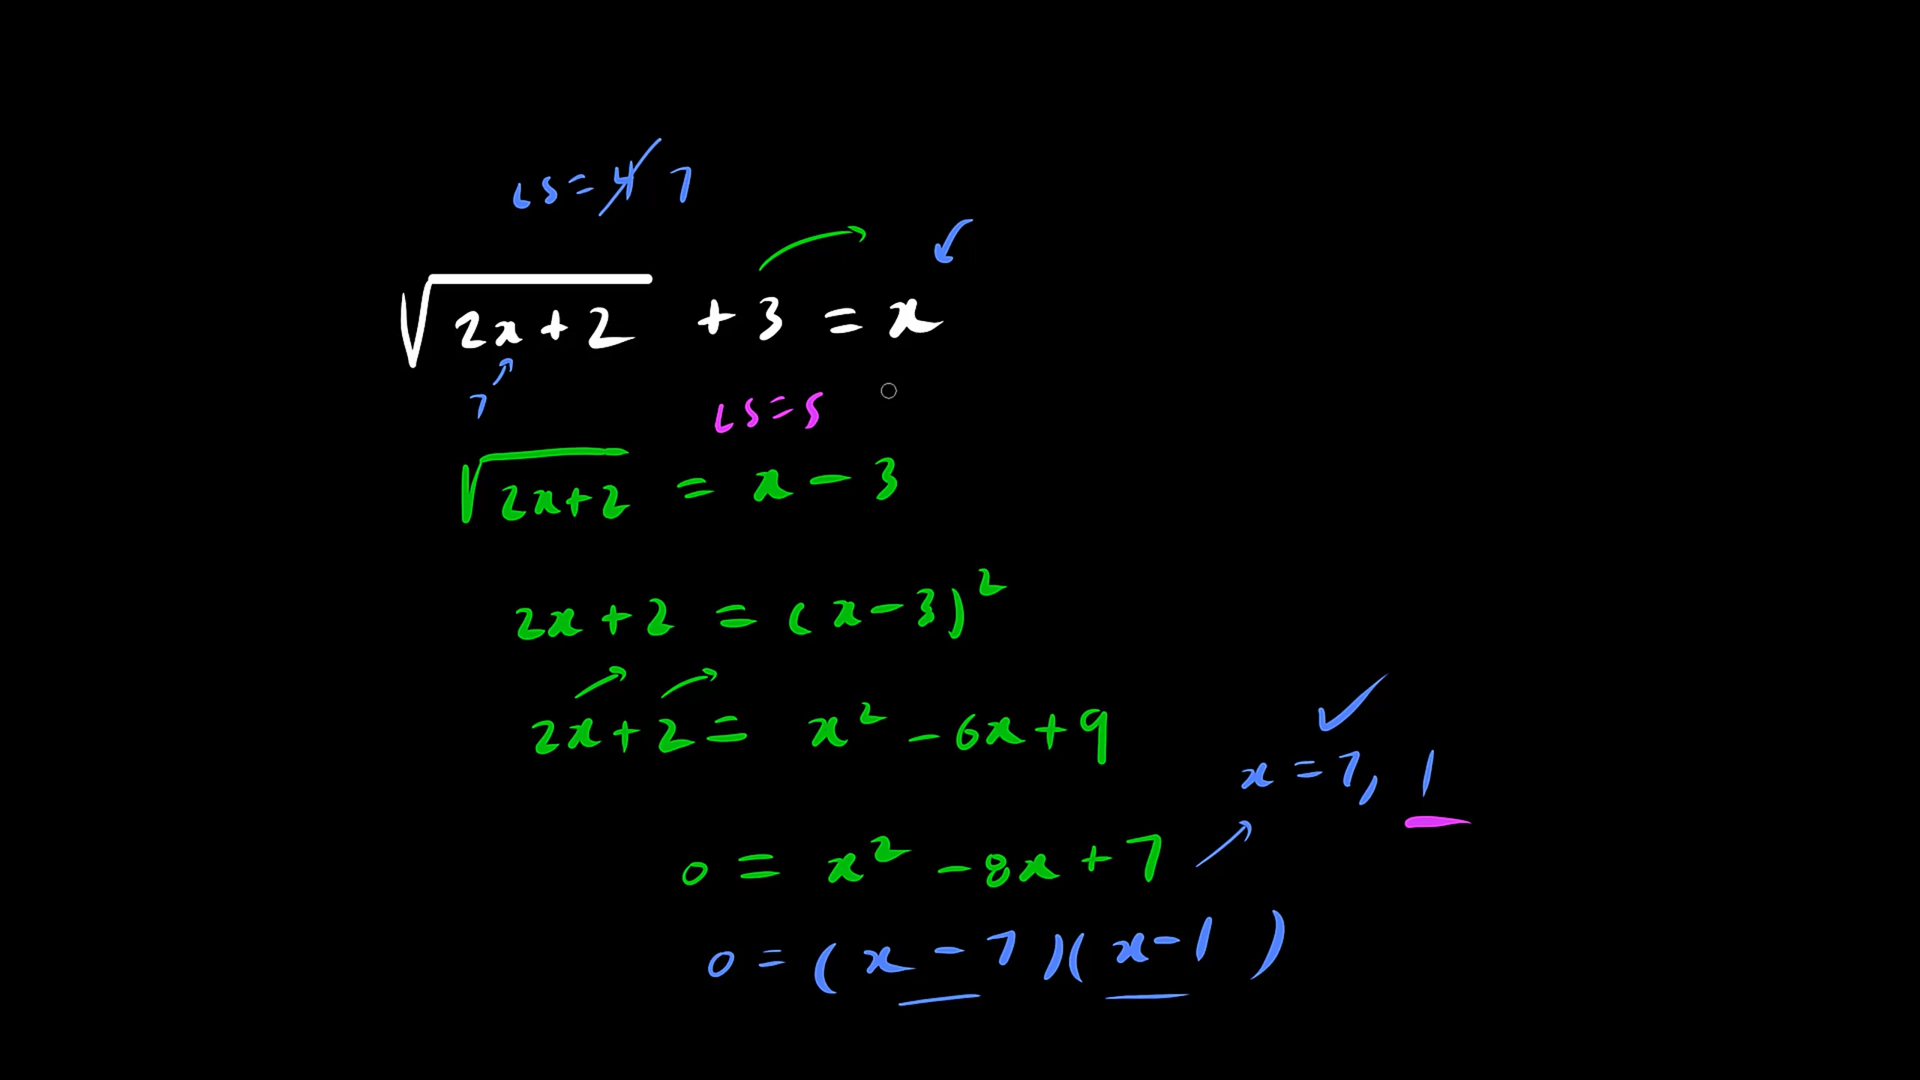 LS = 4 7
√(2x+2) + 3 = x
7
LS = 5
√(2x+2) = x - 3
2x + 2 = (x - 3)²
2x + 2 = x² - 6x + 9
x = 7, 1
0 = x² - 8x + 7
0 = (x - 7)(x - 1)